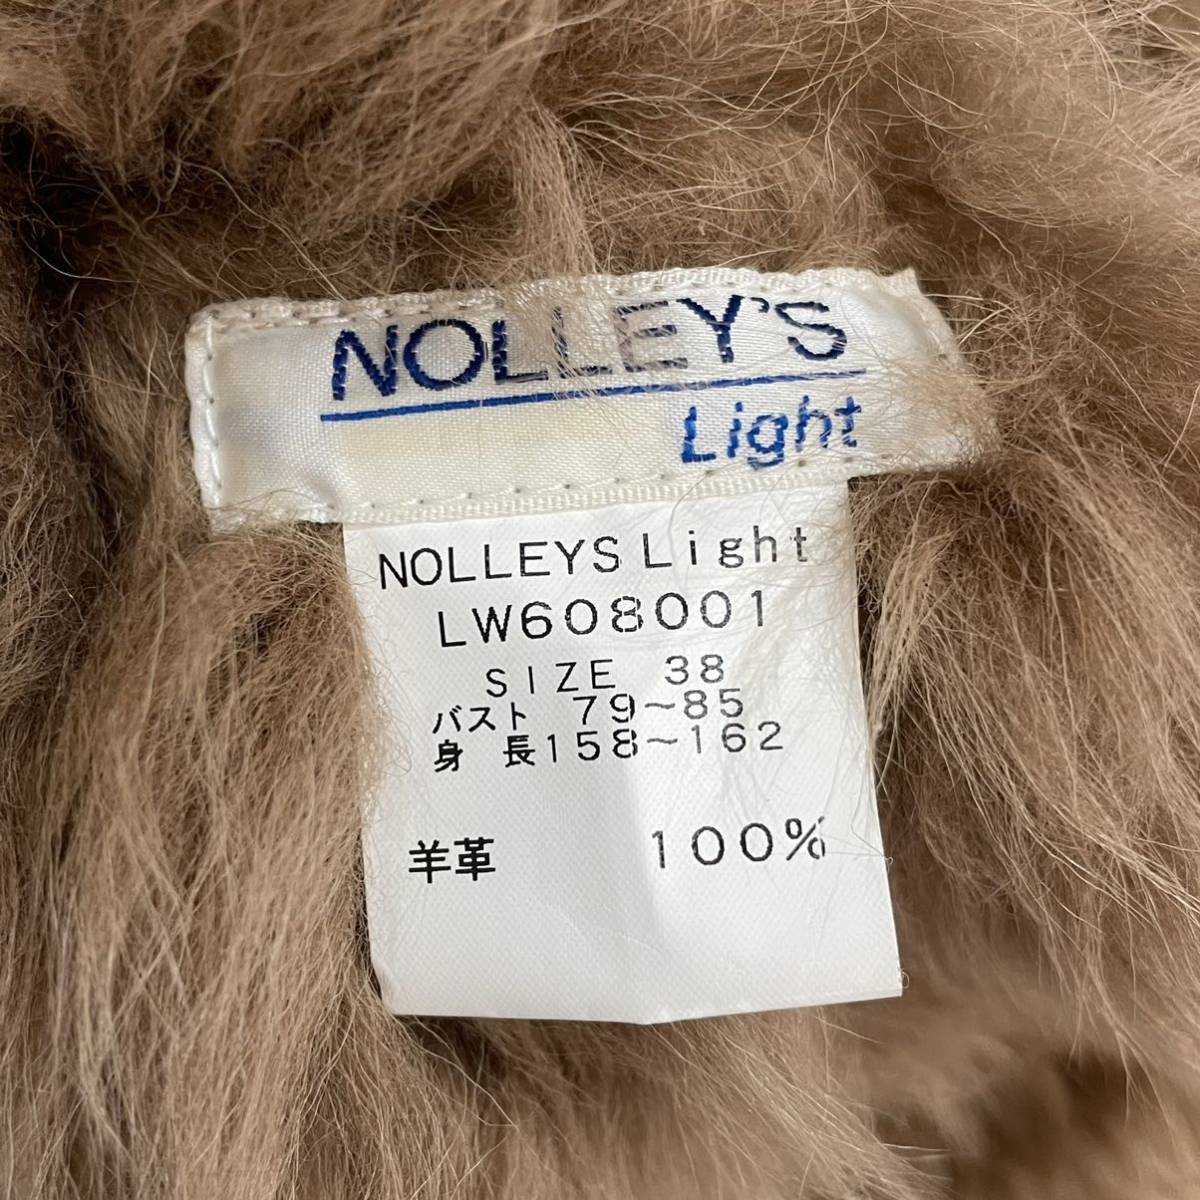 NOLLEY'S
Light
NOLLEYS Light
LW608001
SIZE 38
バスト 79~85
身 長158~162
羊革 100%